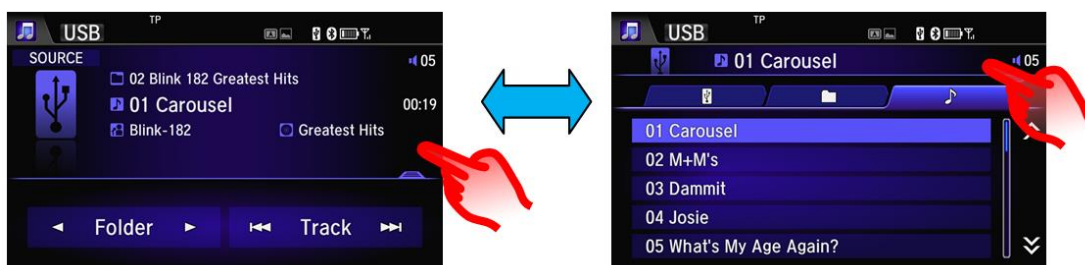 USB
TP
SOURCE
05
02 Blink 182 Greatest Hits
01 Carousel
00:19
Blink-182 Greatest Hits
Folder Track
USB
TP
01 Carousel
05
01 Carousel
02 M+M's
03 Dammit
04 Josie
05 What's My Age Again?